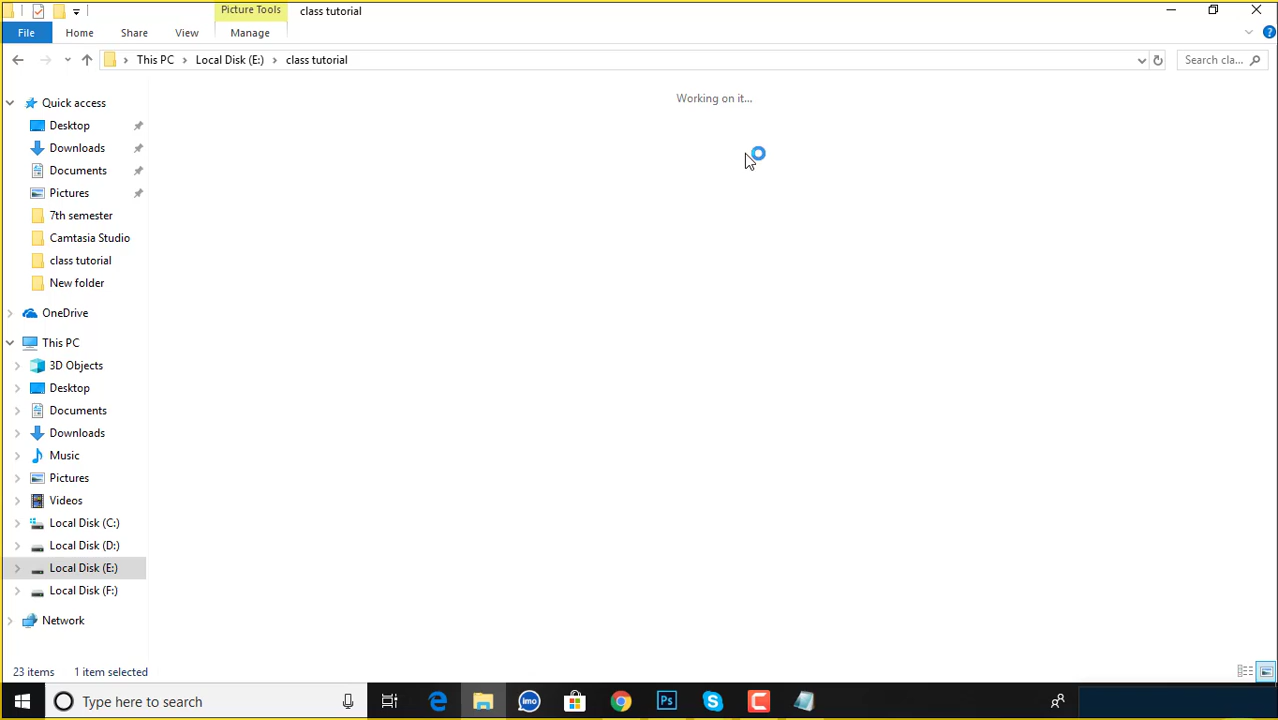 Picture Tools
class tutorial
File
Home
Share
View
Manage
This PC
Local Disk (E:)
class tutorial
Search cla...
Working on it...
Quick access
Desktop
Downloads
Documents
Pictures
7th semester
Camtasia Studio
class tutorial
New folder
OneDrive
This PC
3D Objects
Desktop
Documents
Downloads
Music
Pictures
Videos
Local Disk (C:)
Local Disk (D:)
Local Disk (E:)
Local Disk (F:)
Network
23 items
1 item selected
Type here to search
imo
Ps